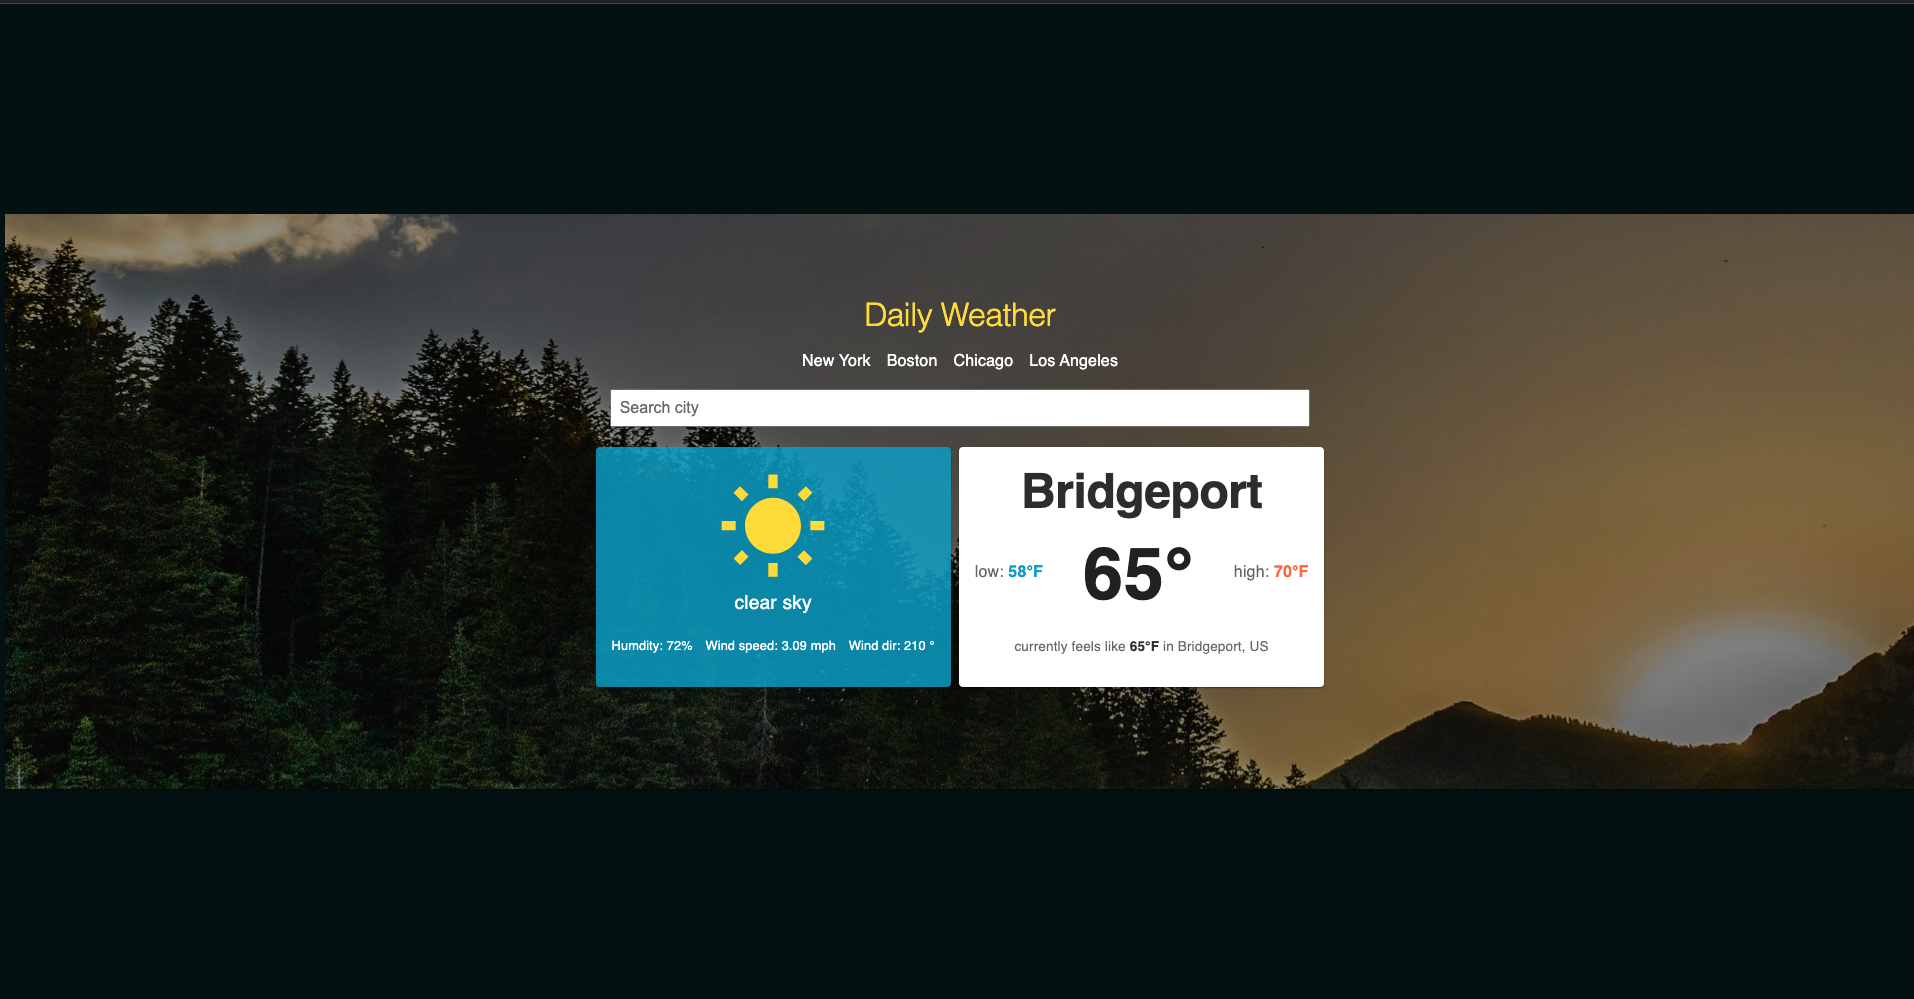 Daily Weather
New York Boston Chicago Los Angeles
Search city
clear sky
Humdity: 72% Wind speed: 3.09 mph Wind dir: 210 °
Bridgeport
low: 58°F 65° high: 70°F
currently feels like 65°F in Bridgeport, US